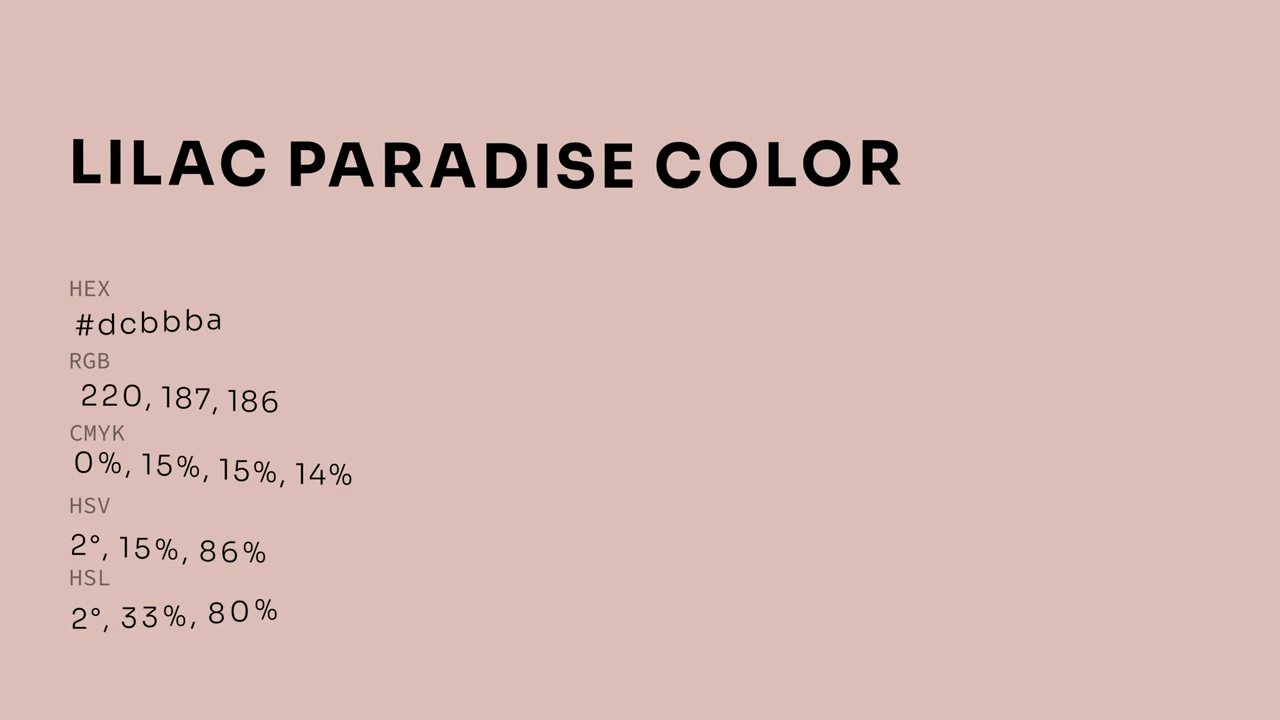 LILAC PARADISE COLOR
HEX
#dcbbba
RGB
220, 187, 186
CMYK
0%, 15%, 15%, 14%
HSV
2°, 15%, 86%
HSL
2°, 33%, 80%